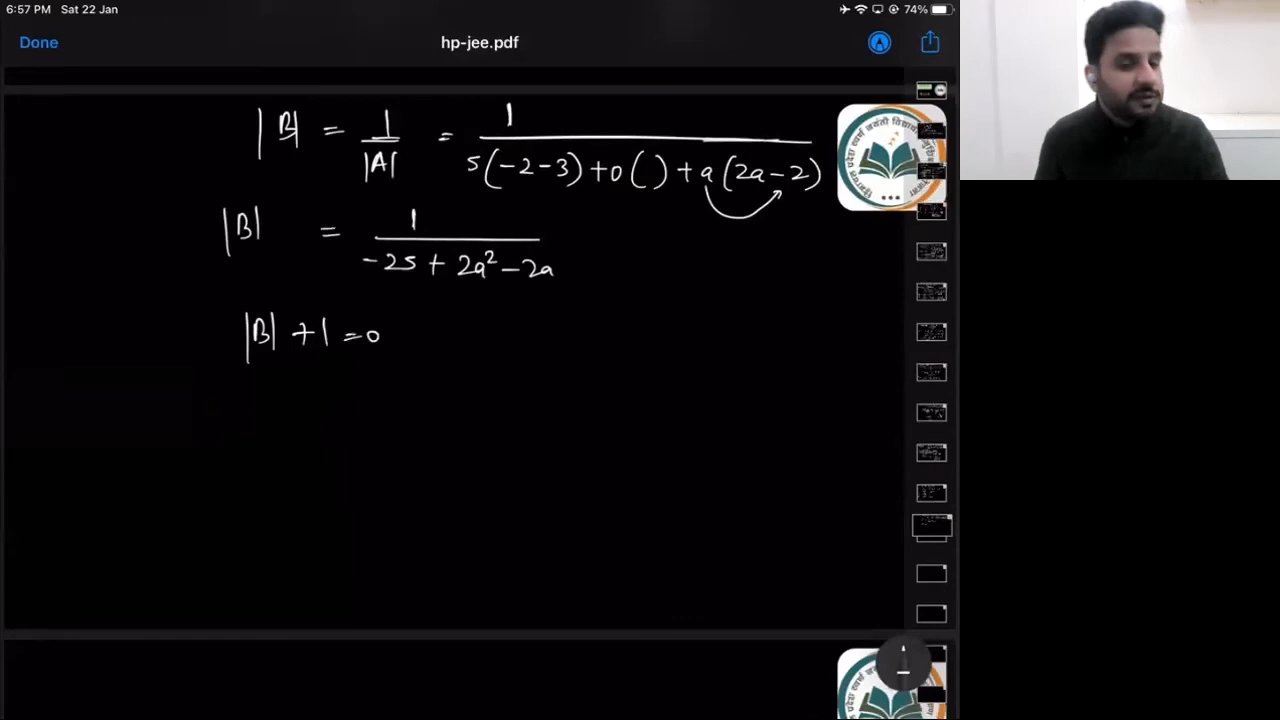 6:57 PM Sat 22 Jan 74%
Done hp-jee.pdf
|B| = 1/|A| = 1/(5(-2-3)+0( )+a(2a-2))
|B| = 1/(-25+2a²-2a)
|B| +1=0